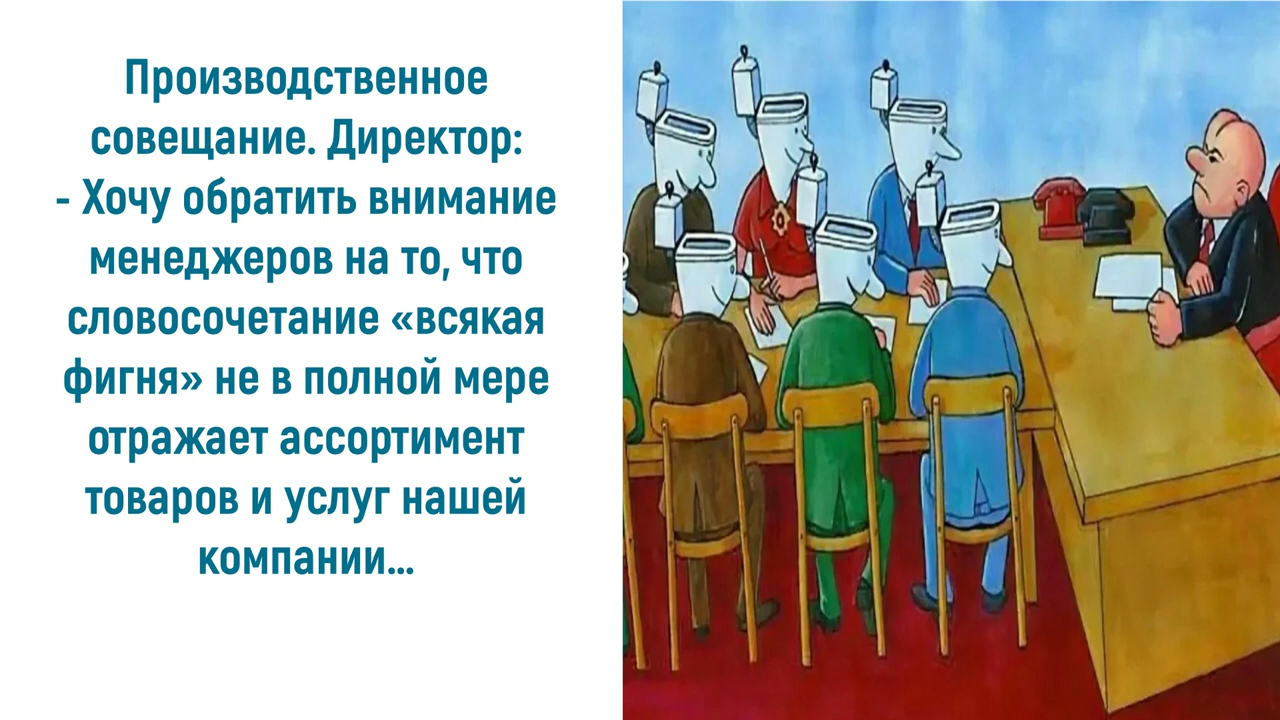 Производственное
совещание. Директор:
- Хочу обратить внимание
менеджеров на то, что
словосочетание «всякая
фигня» не в полной мере
отражает ассортимент
товаров и услуг нашей
компании...